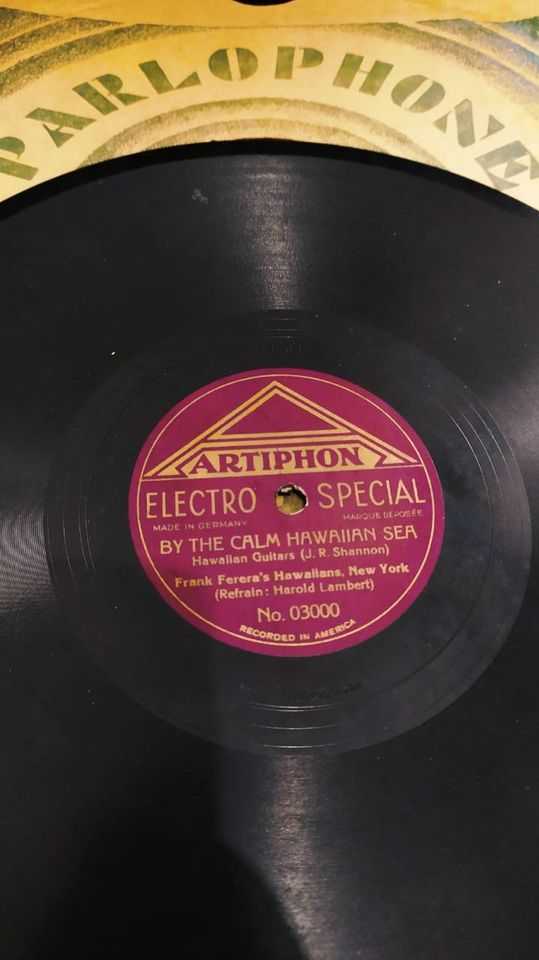 PARLOPHONE
ARTIPHON
ELECTRO SPECIAL
MADE IN GERMANY MARQUE DÉPOSÉE
BY THE CALM HAWAIIAN SEA
Hawaiian Guitars (J. R. Shannon)
Frank Ferera's Hawaiians, New York
(Refrain: Harold Lambert)
No. 03000
RECORDED IN AMERICA